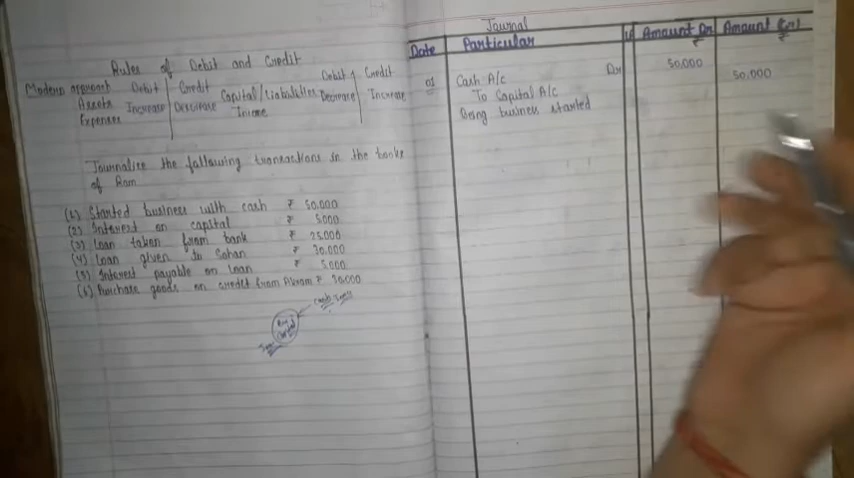 Rules of Debit and Credit
Modern approach Debit Credit Debit Credit
Assets Increase Decrease Capital/Liabilities Decrease Increase
Expenses Income
Journalise the following transactions in the books
of Ram
(1) Started business with cash ₹ 50.000
(2) Interest on capital ₹ 5000
(3) Loan taken from bank ₹ 25.000
(4) Loan given to Sohan ₹ 30.000
(5) Interest payable on loan ₹ 5000
(6) Purchase goods on credit from Akram ₹ 50.000
Journal
Date Particular Amount Dr ₹ Amount (cr) ₹
01 Cash A/c Dr 50.000
To Capital A/c 50.000
Being business started